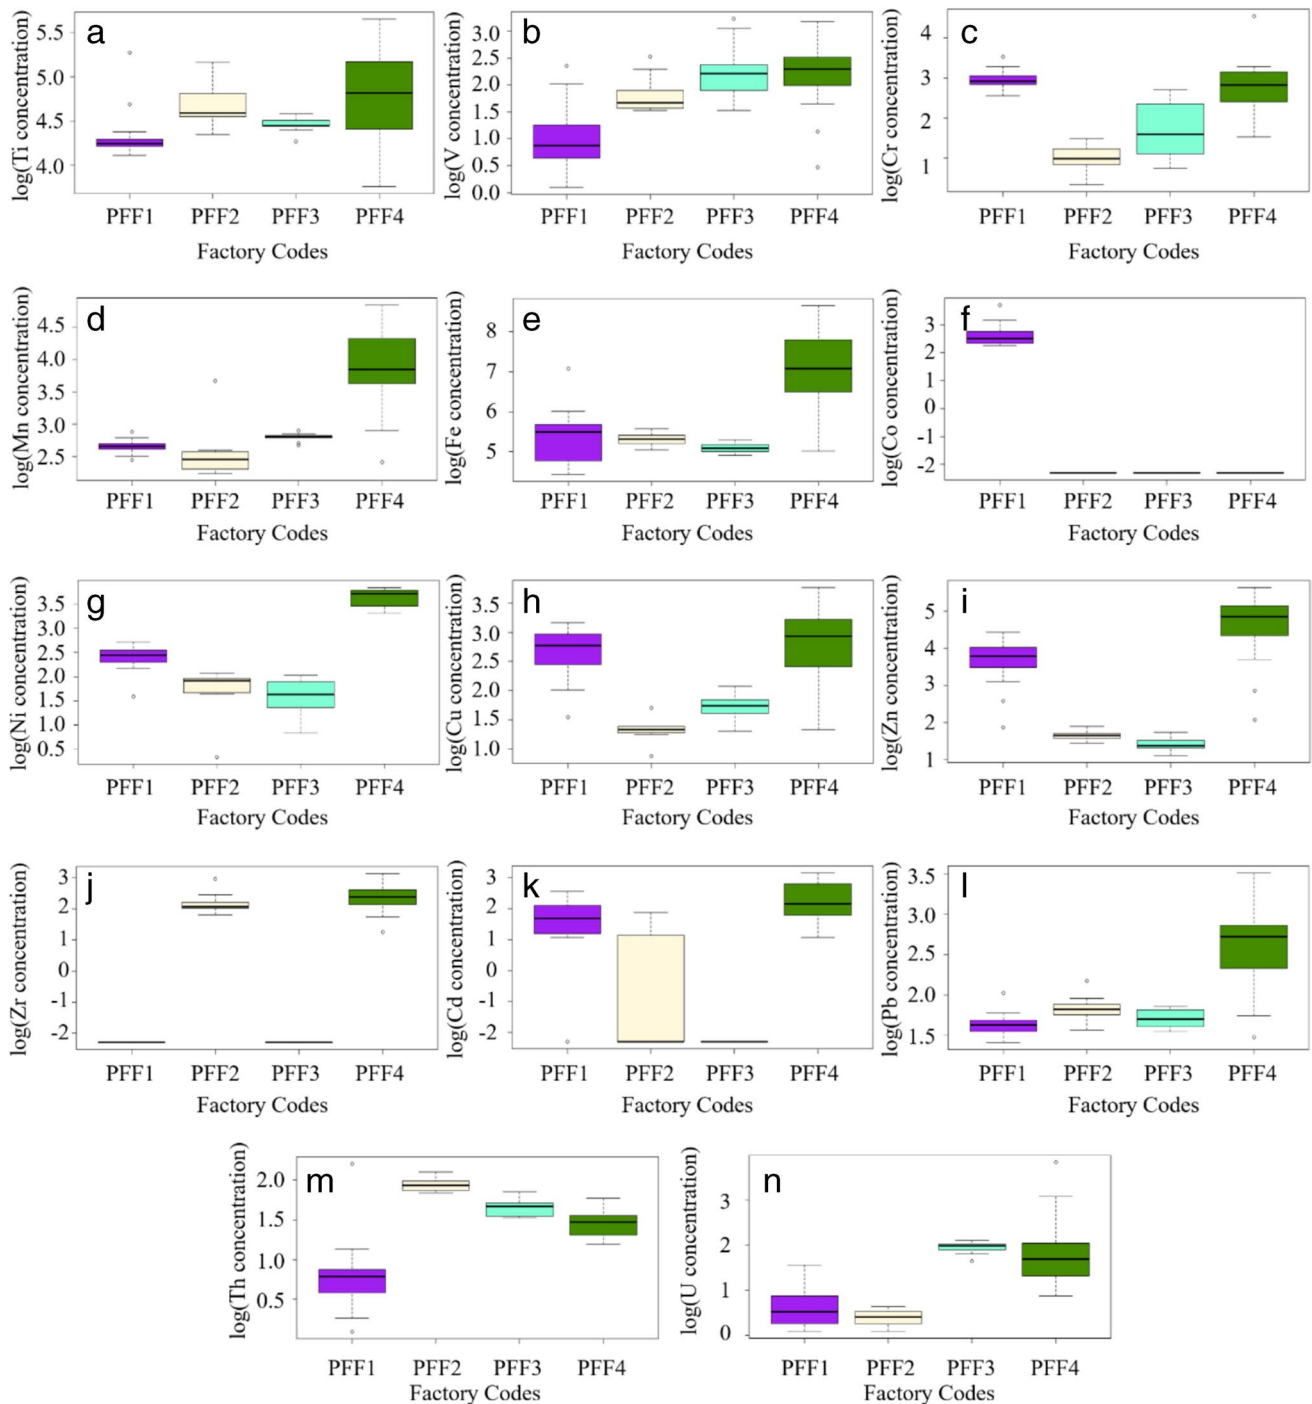 a
log(Ti concentration)
5.5
5.0
4.5
4.0
PFF1 PFF2 PFF3 PFF4
Factory Codes
b
log(V concentration)
3.0
2.5
2.0
1.5
1.0
0.5
0.0
PFF1 PFF2 PFF3 PFF4
Factory Codes
c
log(Cr concentration)
4
3
2
1
PFF1 PFF2 PFF3 PFF4
Factory Codes
d
log(Mn concentration)
4.5
4.0
3.5
3.0
2.5
PFF1 PFF2 PFF3 PFF4
Factory Codes
e
log(Fe concentration)
8
7
6
5
PFF1 PFF2 PFF3 PFF4
Factory Codes
f
log(Co concentration)
3
2
1
0
-1
-2
PFF1 PFF2 PFF3 PFF4
Factory Codes
g
log(Ni concentration)
3.5
3.0
2.5
2.0
1.5
1.0
0.5
PFF1 PFF2 PFF3 PFF4
Factory Codes
h
log(Cu concentration)
3.5
3.0
2.5
2.0
1.5
1.0
PFF1 PFF2 PFF3 PFF4
Factory Codes
i
log(Zn concentration)
5
4
3
2
1
PFF1 PFF2 PFF3 PFF4
Factory Codes
j
log(Zr concentration)
3
2
1
0
-1
-2
PFF1 PFF2 PFF3 PFF4
Factory Codes
k
log(Cd concentration)
3
2
1
0
-1
-2
PFF1 PFF2 PFF3 PFF4
Factory Codes
l
log(Pb concentration)
3.5
3.0
2.5
2.0
1.5
PFF1 PFF2 PFF3 PFF4
Factory Codes
m
log(Th concentration)
2.0
1.5
1.0
0.5
PFF1 PFF2 PFF3 PFF4
Factory Codes
n
log(U concentration)
3
2
1
0
PFF1 PFF2 PFF3 PFF4
Factory Codes